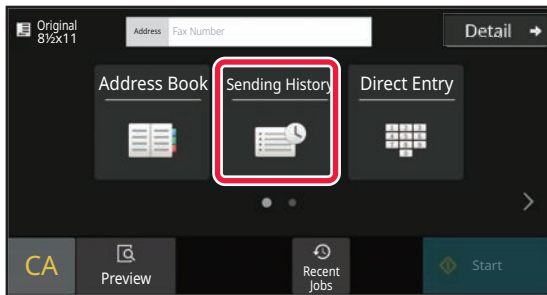 Original
8½x11
Address Fax Number
Detail
Address Book
Sending History
Direct Entry
CA
Preview
Recent
Jobs
Start